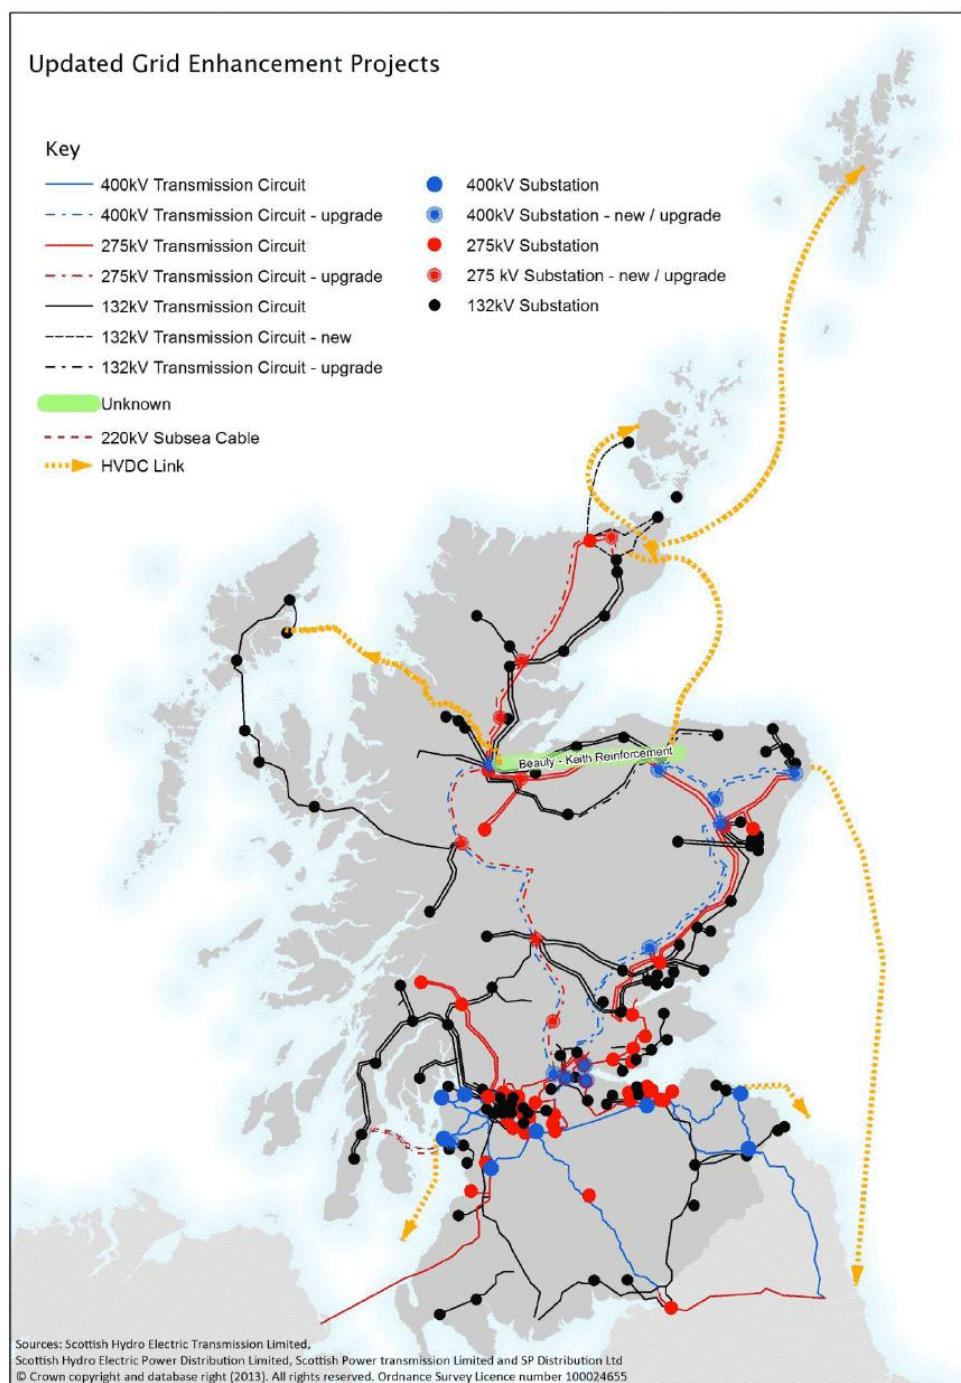 Updated Grid Enhancement Projects
Key
400kV Transmission Circuit
400kV Transmission Circuit - upgrade
275kV Transmission Circuit
275kV Transmission Circuit - upgrade
132kV Transmission Circuit
132kV Transmission Circuit - new
132kV Transmission Circuit - upgrade
Unknown
220kV Subsea Cable
HVDC Link
400kV Substation
400kV Substation - new / upgrade
275kV Substation
275 kV Substation - new / upgrade
132kV Substation
Beauly - Keith Reinforcement
Sources: Scottish Hydro Electric Transmission Limited,
Scottish Hydro Electric Power Distribution Limited, Scottish Power transmission Limited and SP Distribution Ltd
© Crown copyright and database right (2013). All rights reserved. Ordnance Survey Licence number 100024655